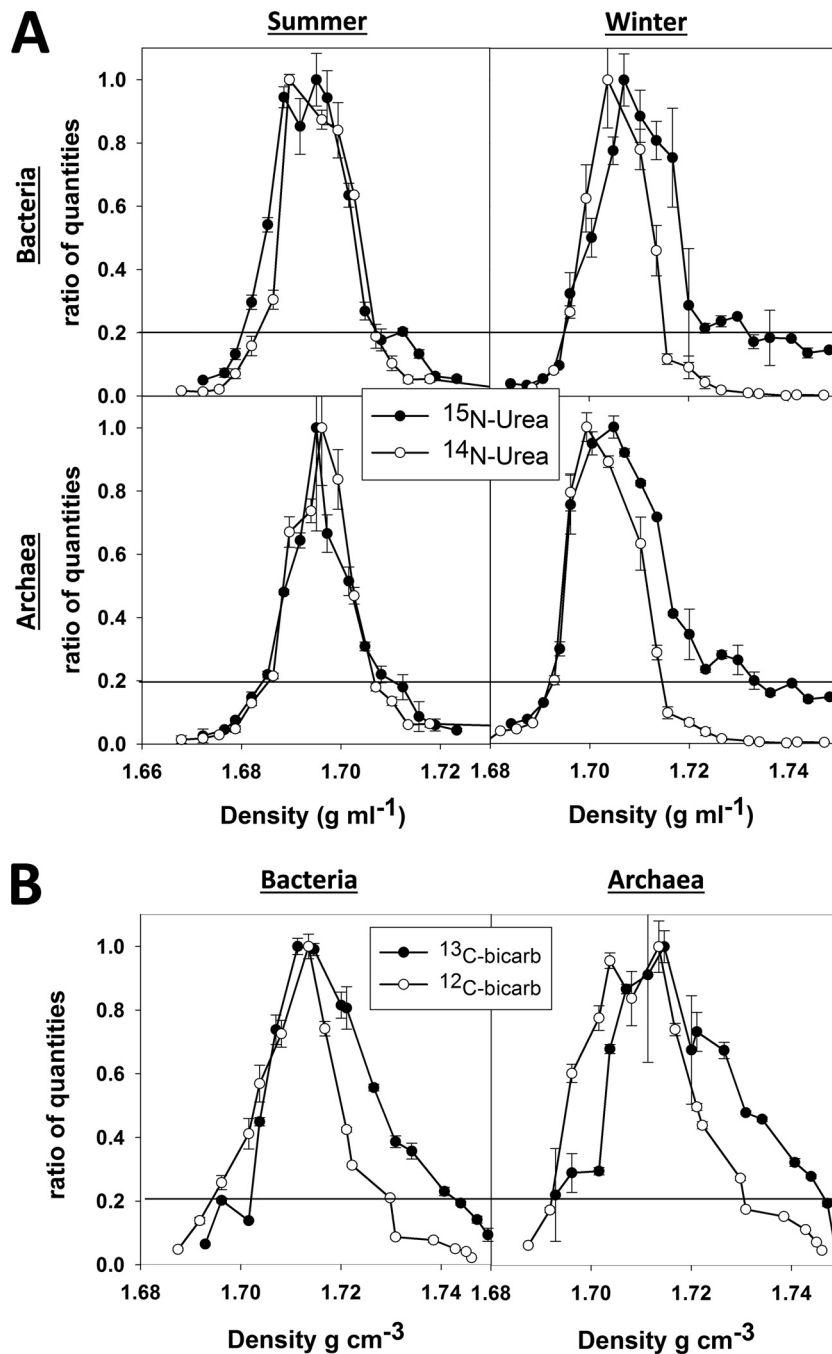 A
Summer
Winter
Bacteria
ratio of quantities
1.0
0.8
0.6
0.4
0.2
0.0
15N-Urea
14N-Urea
Archaea
ratio of quantities
1.0
0.8
0.6
0.4
0.2
0.0
1.66 1.68 1.70 1.72 1.68 1.70 1.72 1.74
Density (g ml-1) Density (g ml-1)
B
Bacteria
Archaea
ratio of quantities
1.0
0.8
0.6
0.4
0.2
0.0
13C-bicarb
12C-bicarb
1.68 1.70 1.72 1.74 1.68 1.70 1.72 1.74
Density g cm-3 Density g cm-3